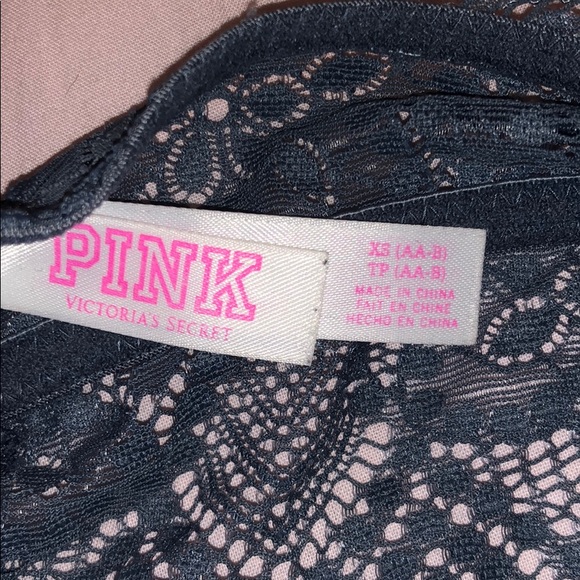 PINK
VICTORIA'S SECRET
XS (AA-B)
TP (AA-B)
MADE IN CHINA
FAIT EN CHINE
HECHO EN CHINA